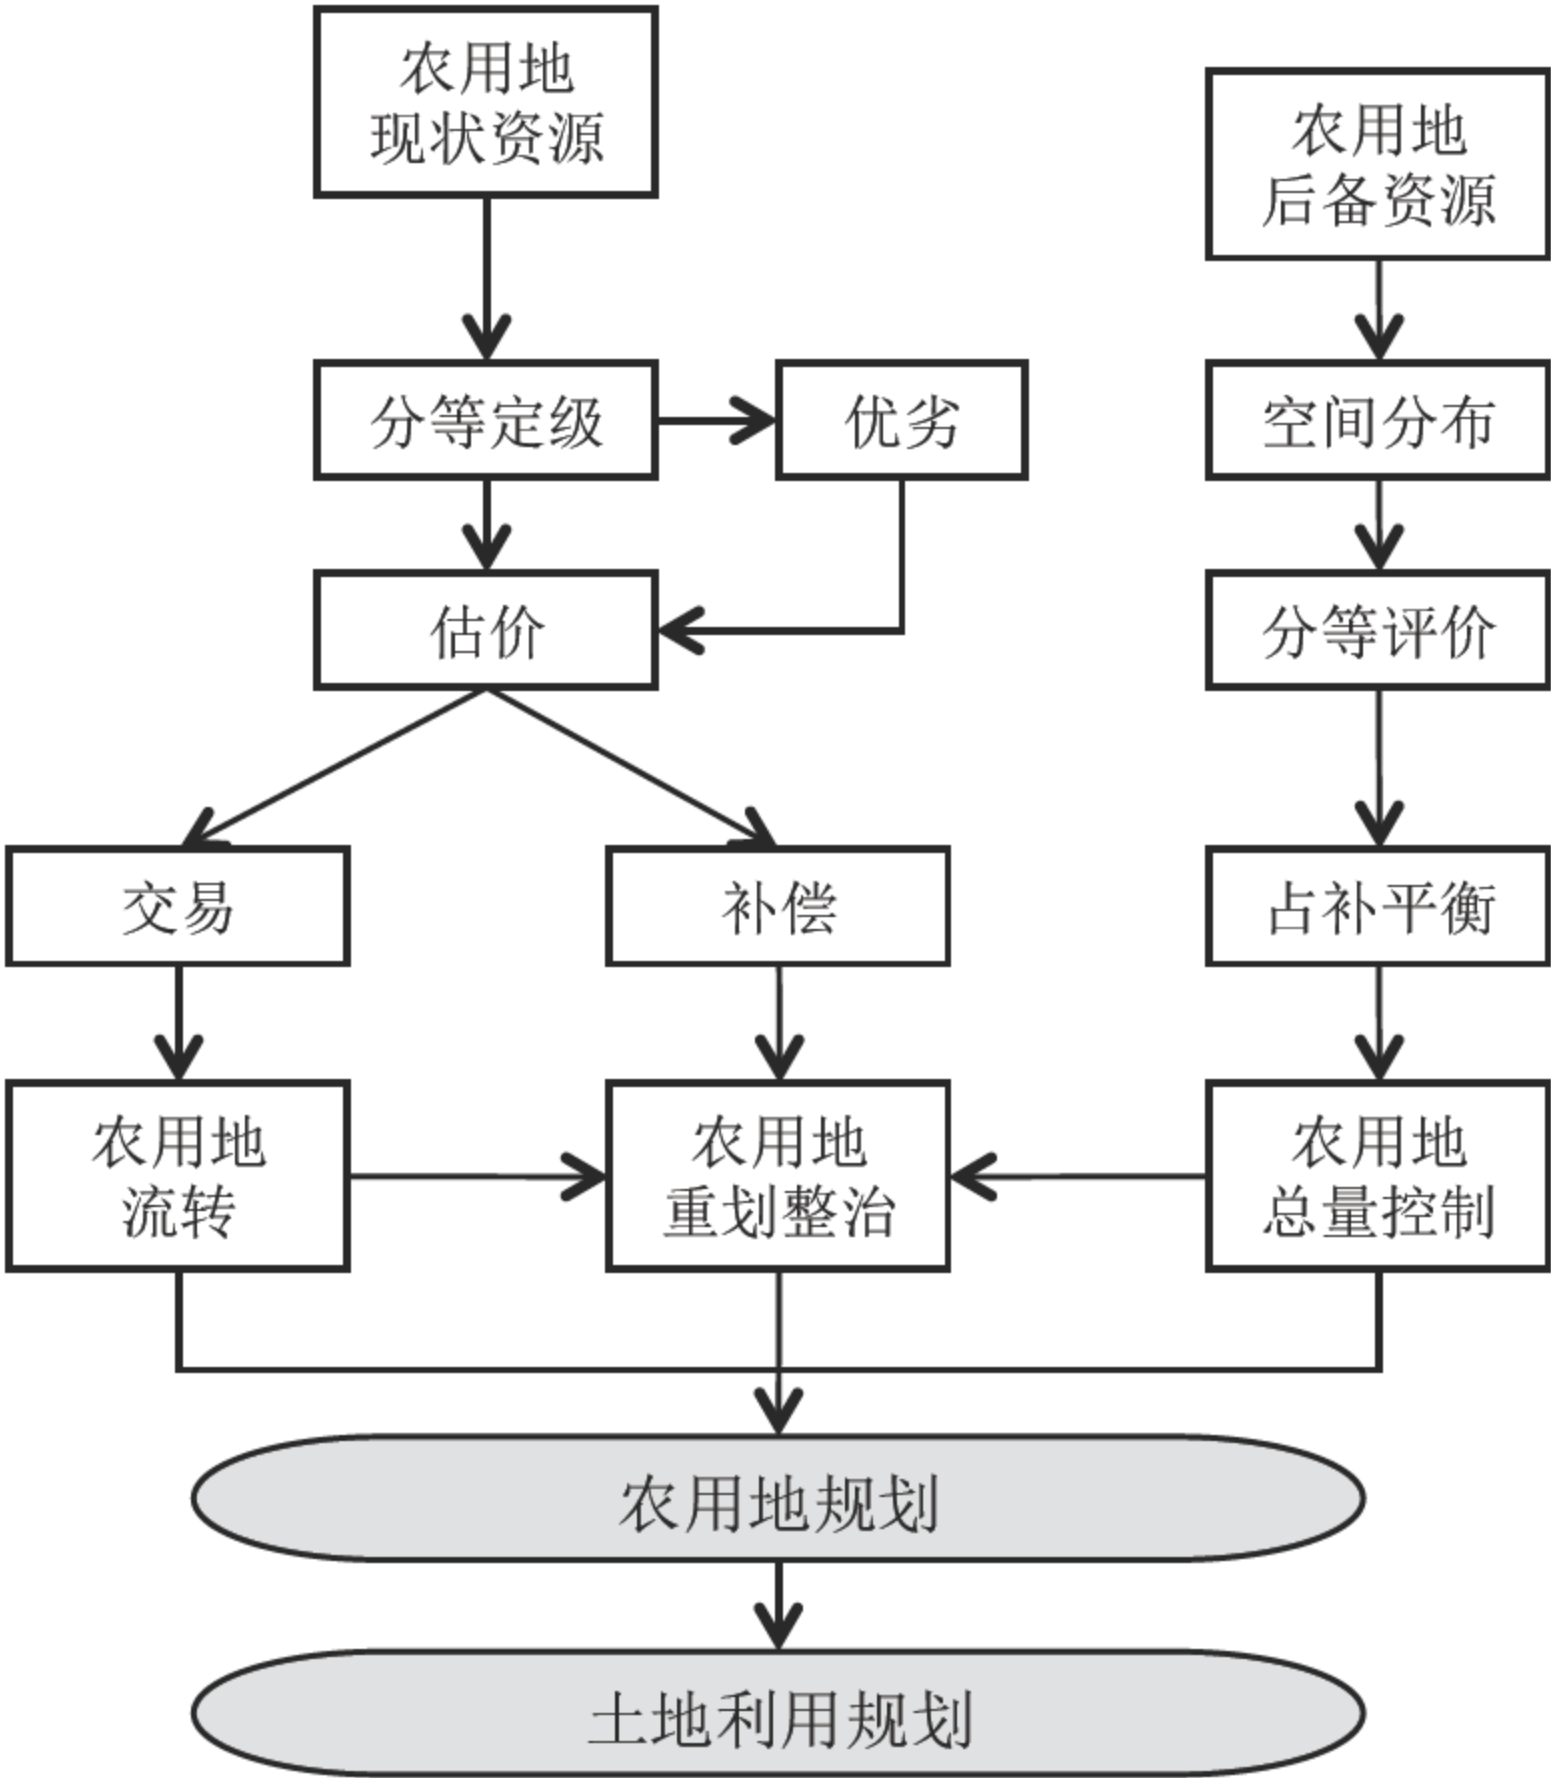 农用地
现状资源
农用地
后备资源
分等定级
优劣
空间分布
估价
分等评价
交易
补偿
占补平衡
农用地
流转
农用地
重划整治
农用地
总量控制
农用地规划
土地利用规划